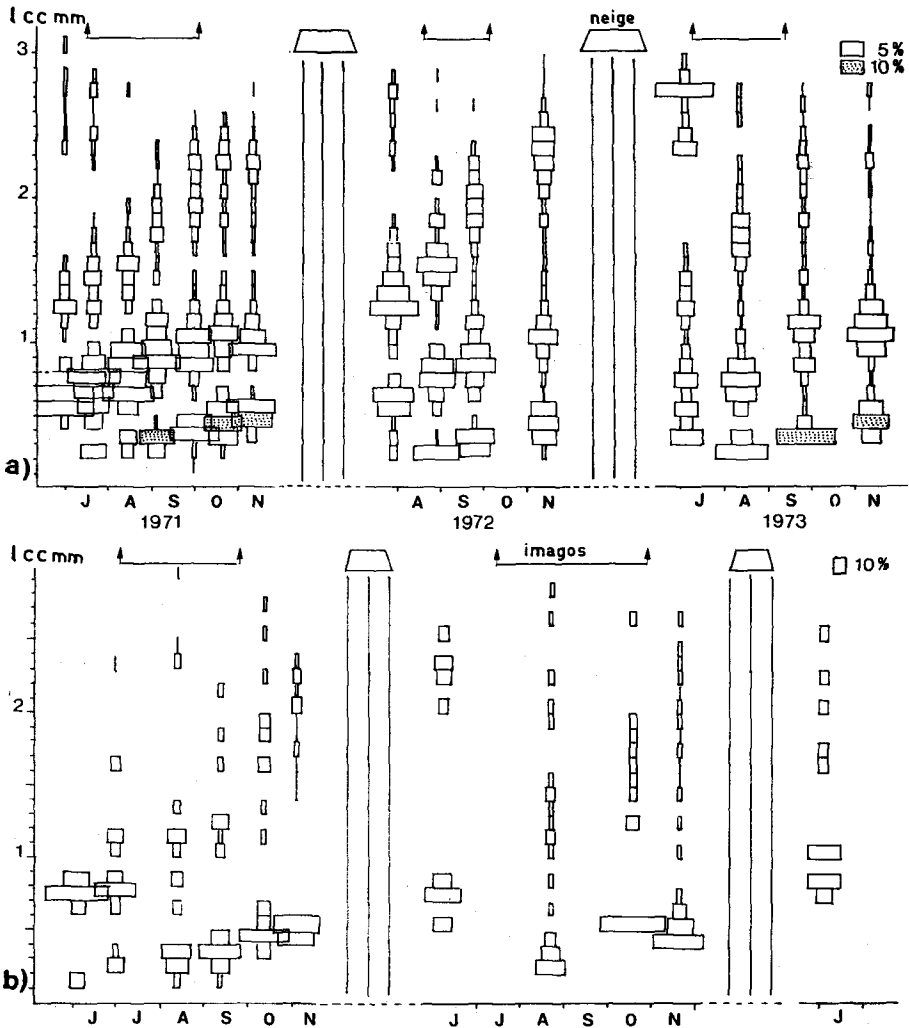 l cc mm
neige
3
5%
10%
2
1
a)
J A S O N A S O N J A S O N
1971 1972 1973
l cc mm
imagos
10%
2
1
b)
J A S O N J J A S O N J